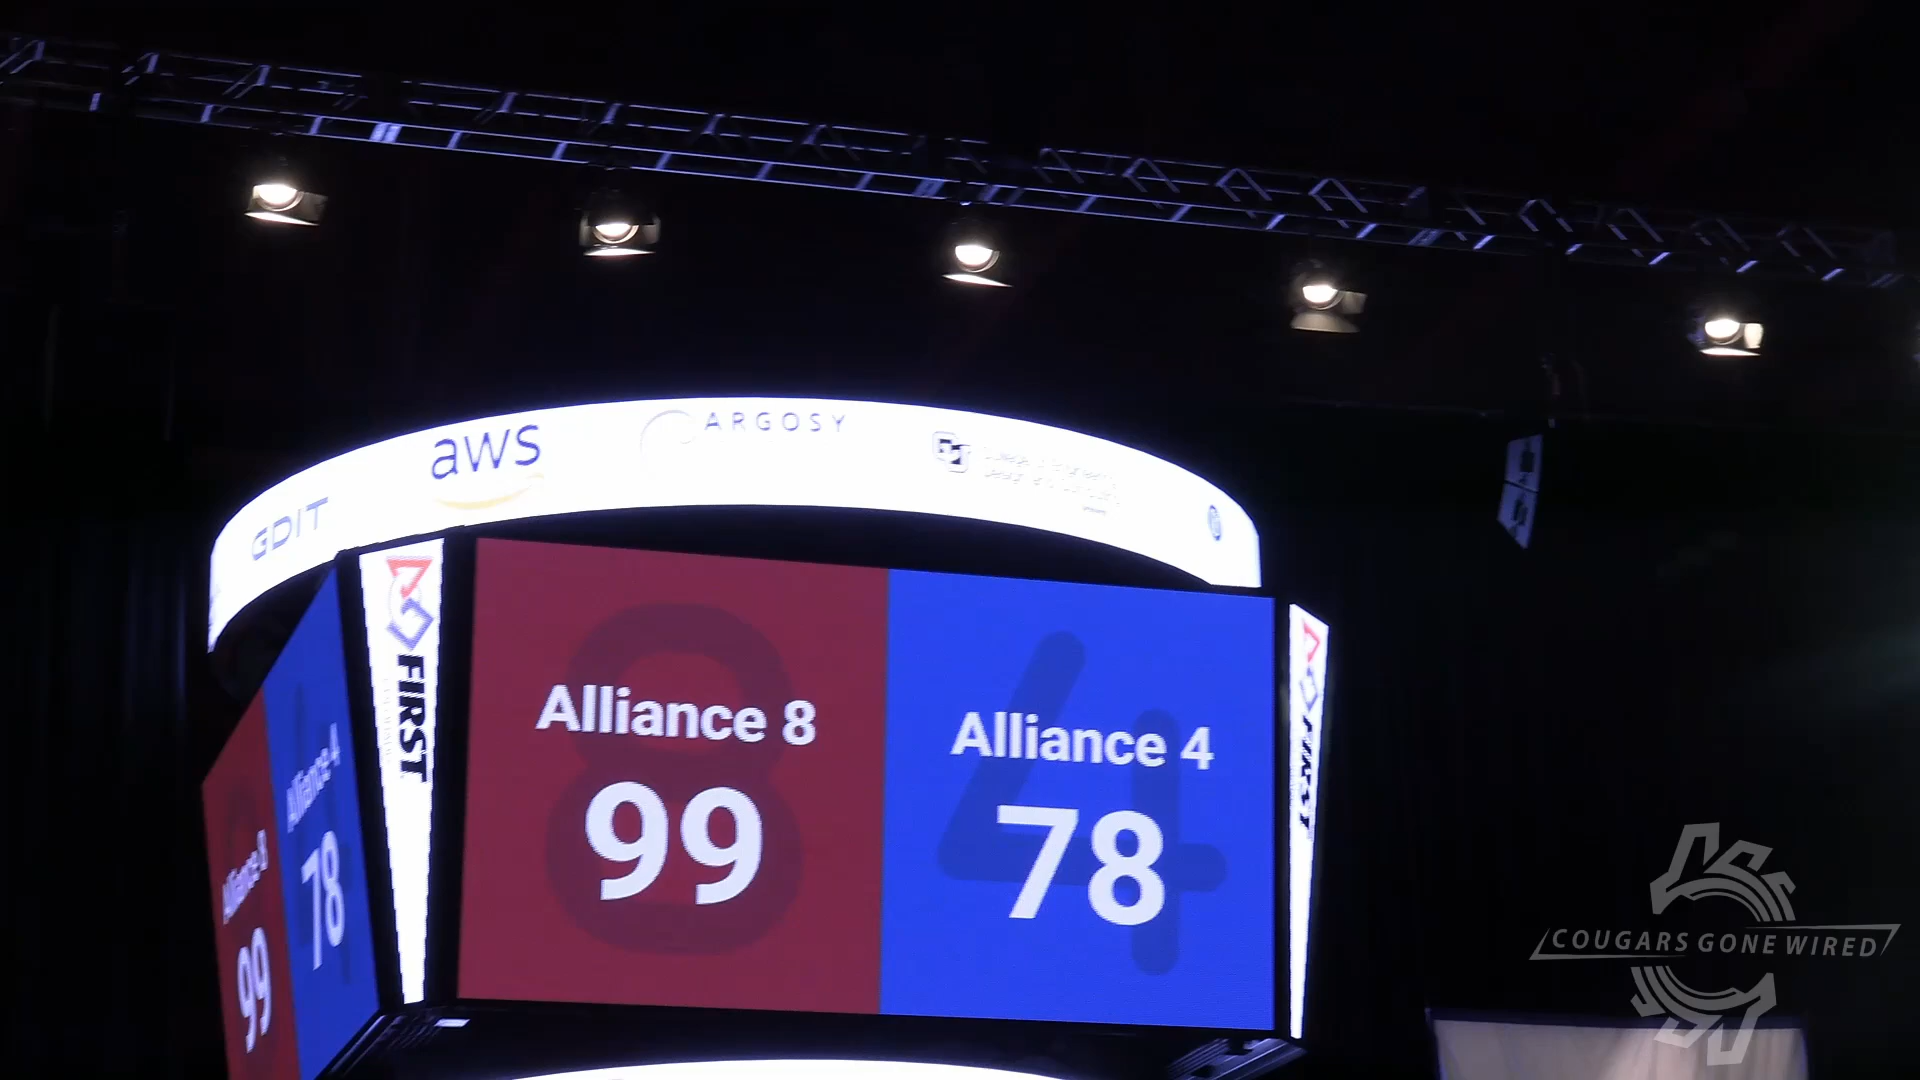 GDIT
aws
ARGOSY
FIRST
Alliance 8
99
Alliance 4
78
Alliance 8
99
Alliance 4
78
FIRST
COUGARS GONE WIRED